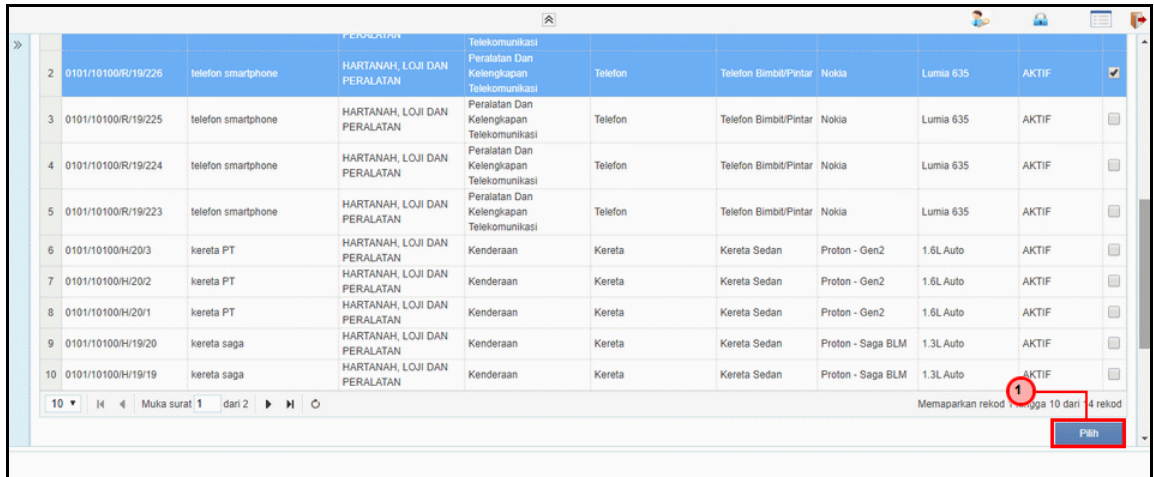 PERALATAN Telekomunikasi
2 0101/10100/R/19/226 telefon smartphone HARTANAH, LOJI DAN PERALATAN Peralatan Dan Kelengkapan Telekomunikasi Telefon Telefon Bimbit/Pintar Nokia Lumia 635 AKTIF
3 0101/10100/R/19/225 telefon smartphone HARTANAH, LOJI DAN PERALATAN Peralatan Dan Kelengkapan Telekomunikasi Telefon Telefon Bimbit/Pintar Nokia Lumia 635 AKTIF
4 0101/10100/R/19/224 telefon smartphone HARTANAH, LOJI DAN PERALATAN Peralatan Dan Kelengkapan Telekomunikasi Telefon Telefon Bimbit/Pintar Nokia Lumia 635 AKTIF
5 0101/10100/R/19/223 telefon smartphone HARTANAH, LOJI DAN PERALATAN Peralatan Dan Kelengkapan Telekomunikasi Telefon Telefon Bimbit/Pintar Nokia Lumia 635 AKTIF
6 0101/10100/H/20/3 kereta PT HARTANAH, LOJI DAN PERALATAN Kenderaan Kereta Kereta Sedan Proton - Gen2 1.6L Auto AKTIF
7 0101/10100/H/20/2 kereta PT HARTANAH, LOJI DAN PERALATAN Kenderaan Kereta Kereta Sedan Proton - Gen2 1.6L Auto AKTIF
8 0101/10100/H/20/1 kereta PT HARTANAH, LOJI DAN PERALATAN Kenderaan Kereta Kereta Sedan Proton - Gen2 1.6L Auto AKTIF
9 0101/10100/H/19/20 kereta saga HARTANAH, LOJI DAN PERALATAN Kenderaan Kereta Kereta Sedan Proton - Saga BLM 1.3L Auto AKTIF
10 0101/10100/H/19/19 kereta saga HARTANAH, LOJI DAN PERALATAN Kenderaan Kereta Kereta Sedan Proton - Saga BLM 1.3L Auto AKTIF
1
10 Muka surat 1 dari 2 Memaparkan rekod 1 hingga 10 dari 14 rekod
Pilih